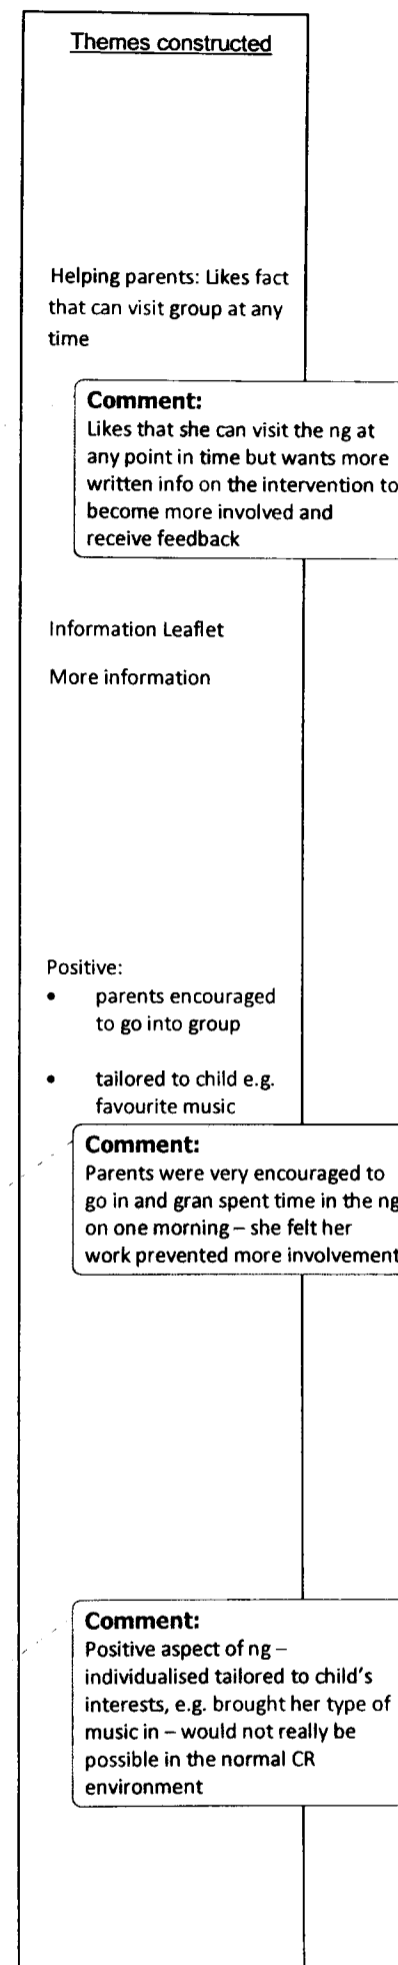 Themes constructed
Helping parents: Likes fact
that can visit group at any
time
Comment:
Likes that she can visit the ng at
any point in time but wants more
written info on the intervention to
become more involved and
receive feedback
Information Leaflet
More information
Positive:
• parents encouraged
to go into group
• tailored to child e.g.
favourite music
Comment:
Parents were very encouraged to
go in and gran spent time in the ng
on one morning – she felt her
work prevented more involvement
Comment:
Positive aspect of ng –
individualised tailored to child's
interests, e.g. brought her type of
music in – would not really be
possible in the normal CR
environment